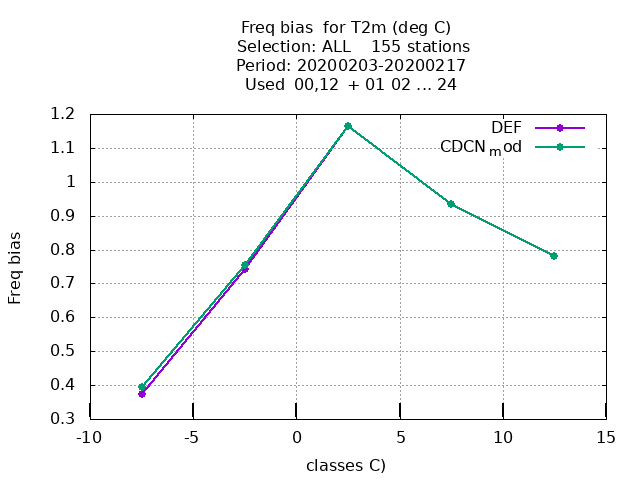 Freq bias  for T2m (deg C)
Selection: ALL    155 stations
Period: 20200203-20200217
Used  00,12  + 01 02 ... 24
1.2
1.1
1
0.9
0.8
0.7
0.6
0.5
0.4
0.3
Freq bias
DEF
CDCNmod
-10
-5
0
5
10
15
classes C)